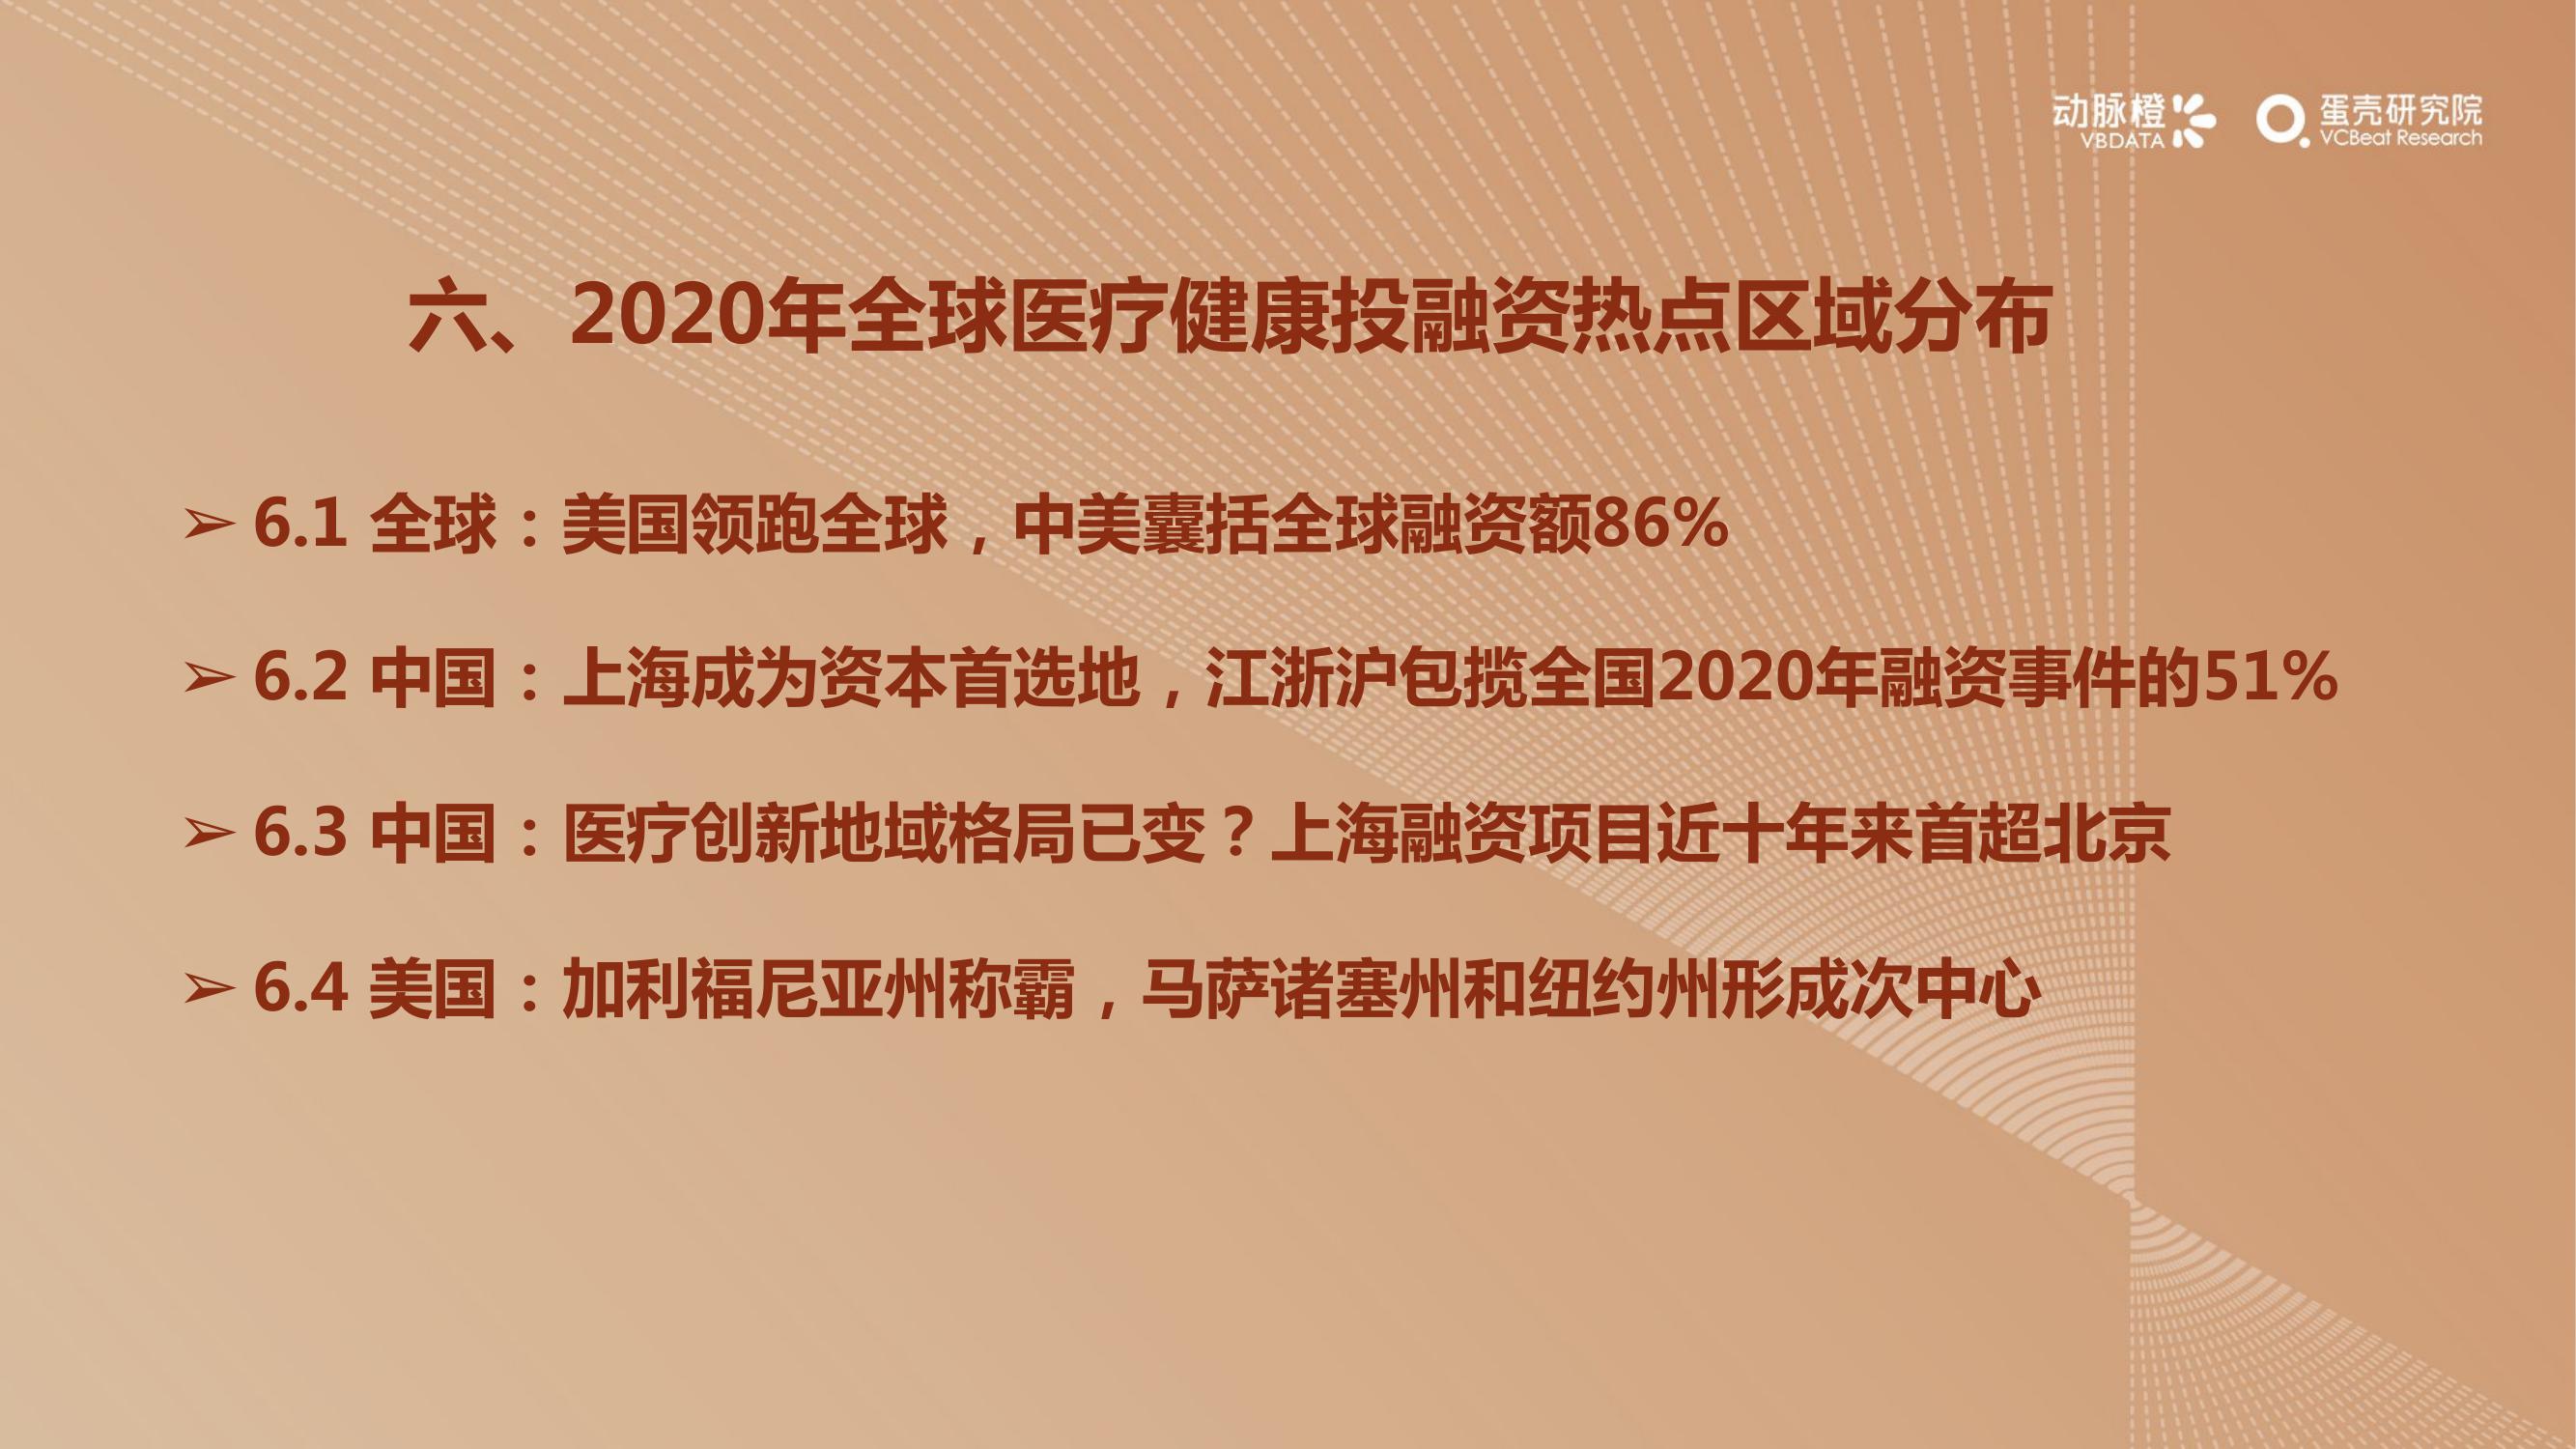 动脉橙
VBDATA
蛋壳研究院
VCBeat Research
六、2020年全球医疗健康投融资热点区域分布
➢ 6.1 全球：美国领跑全球，中美囊括全球融资额86%
➢ 6.2 中国：上海成为资本首选地，江浙沪包揽全国2020年融资事件的51%
➢ 6.3 中国：医疗创新地域格局已变？上海融资项目近十年来首超北京
➢ 6.4 美国：加利福尼亚州称霸，马萨诸塞州和纽约州形成次中心